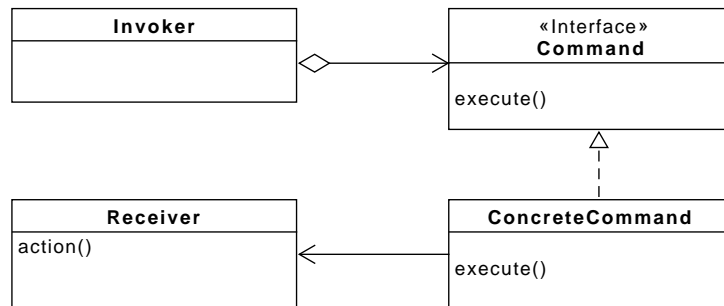 Invoker
«Interface»
Command
execute()
Receiver
action()
ConcreteCommand
execute()